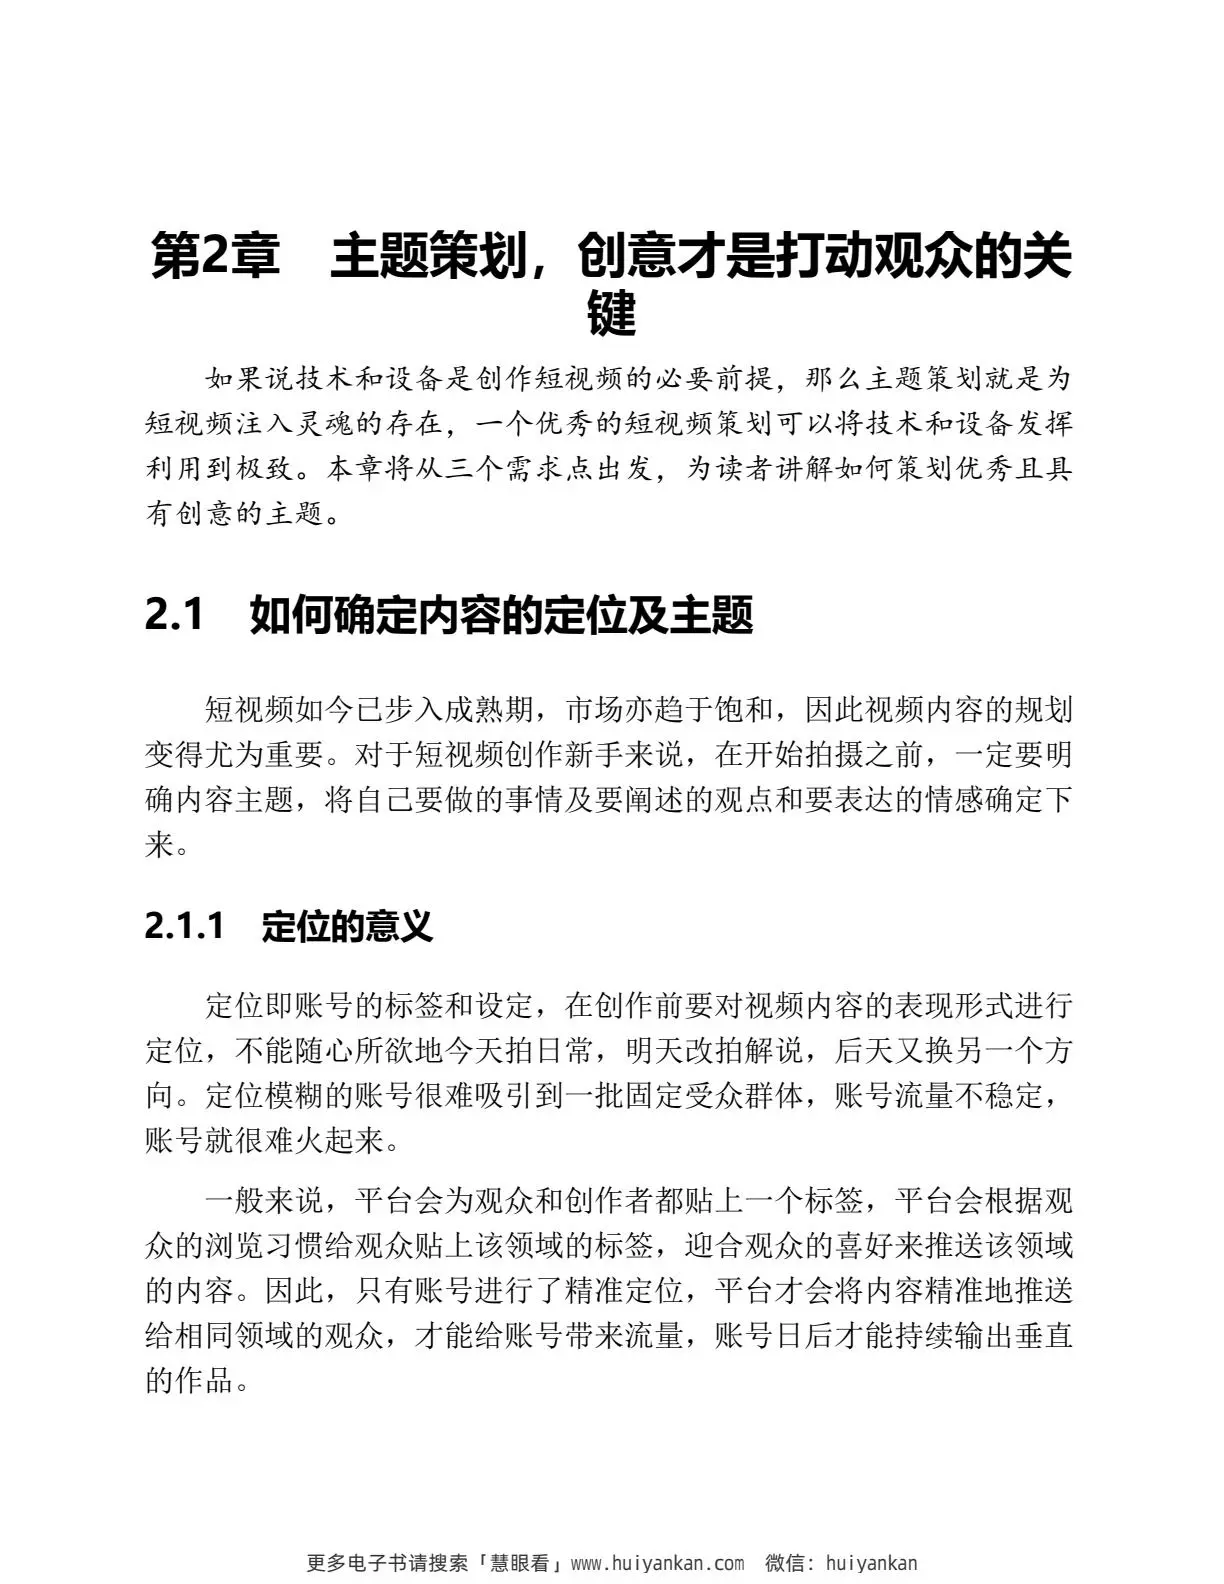 第2章　主题策划，创意才是打动观众的关
键
如果说技术和设备是创作短视频的必要前提，那么主题策划就是为
短视频注入灵魂的存在，一个优秀的短视频策划可以将技术和设备发挥
利用到极致。本章将从三个需求点出发，为读者讲解如何策划优秀且具
有创意的主题。
2.1　如何确定内容的定位及主题
短视频如今已步入成熟期，市场亦趋于饱和，因此视频内容的规划
变得尤为重要。对于短视频创作新手来说，在开始拍摄之前，一定要明
确内容主题，将自己要做的事情及要阐述的观点和要表达的情感确定下
来。
2.1.1　定位的意义
定位即账号的标签和设定，在创作前要对视频内容的表现形式进行
定位，不能随心所欲地今天拍日常，明天改拍解说，后天又换另一个方
向。定位模糊的账号很难吸引到一批固定受众群体，账号流量不稳定，
账号就很难火起来。
一般来说，平台会为观众和创作者都贴上一个标签，平台会根据观
众的浏览习惯给观众贴上该领域的标签，迎合观众的喜好来推送该领域
的内容。因此，只有账号进行了精准定位，平台才会将内容精准地推送
给相同领域的观众，才能给账号带来流量，账号日后才能持续输出垂直
的作品。
更多电子书请搜索「慧眼看」www.huiyankan.com　微信：huiyankan